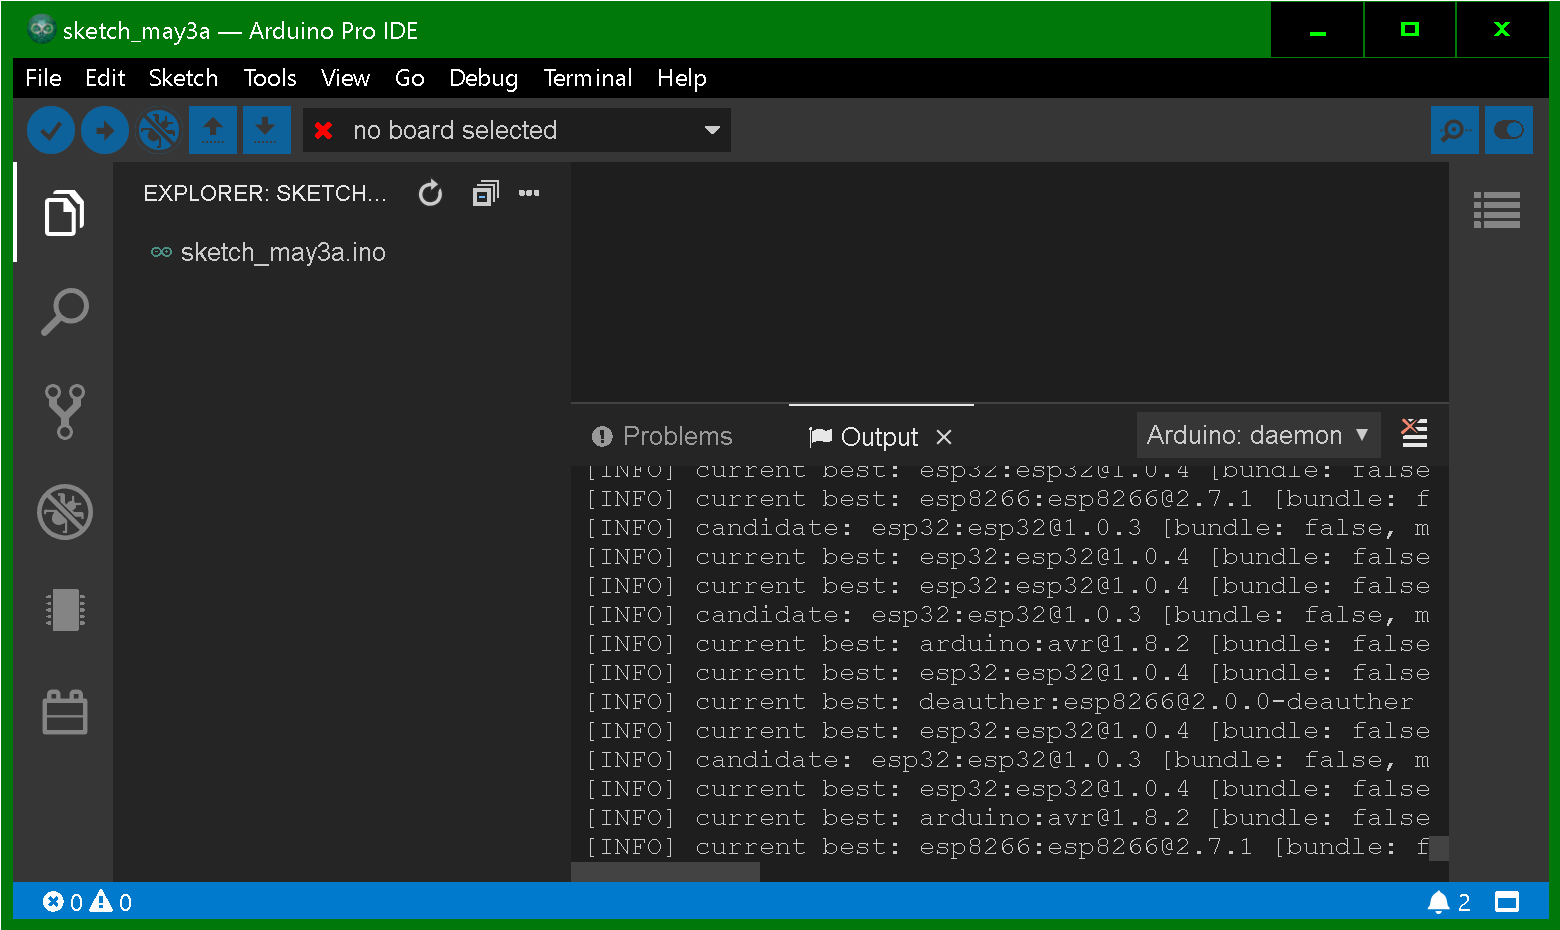 sketch_may3a — Arduino Pro IDE
File Edit Sketch Tools View Go Debug Terminal Help
no board selected
EXPLORER: SKETCH...
sketch_may3a.ino
Problems Output Arduino: daemon
[INFO] current best: esp32:esp32@1.0.4 [bundle: false
[INFO] current best: esp8266:esp8266@2.7.1 [bundle: f
[INFO] candidate: esp32:esp32@1.0.3 [bundle: false, m
[INFO] current best: esp32:esp32@1.0.4 [bundle: false
[INFO] current best: esp32:esp32@1.0.4 [bundle: false
[INFO] candidate: esp32:esp32@1.0.3 [bundle: false, m
[INFO] current best: arduino:avr@1.8.2 [bundle: false
[INFO] current best: esp32:esp32@1.0.4 [bundle: false
[INFO] current best: deauther:esp8266@2.0.0-deauther
[INFO] current best: esp32:esp32@1.0.4 [bundle: false
[INFO] candidate: esp32:esp32@1.0.3 [bundle: false, m
[INFO] current best: esp32:esp32@1.0.4 [bundle: false
[INFO] current best: arduino:avr@1.8.2 [bundle: false
[INFO] current best: esp8266:esp8266@2.7.1 [bundle: f
0 0 2